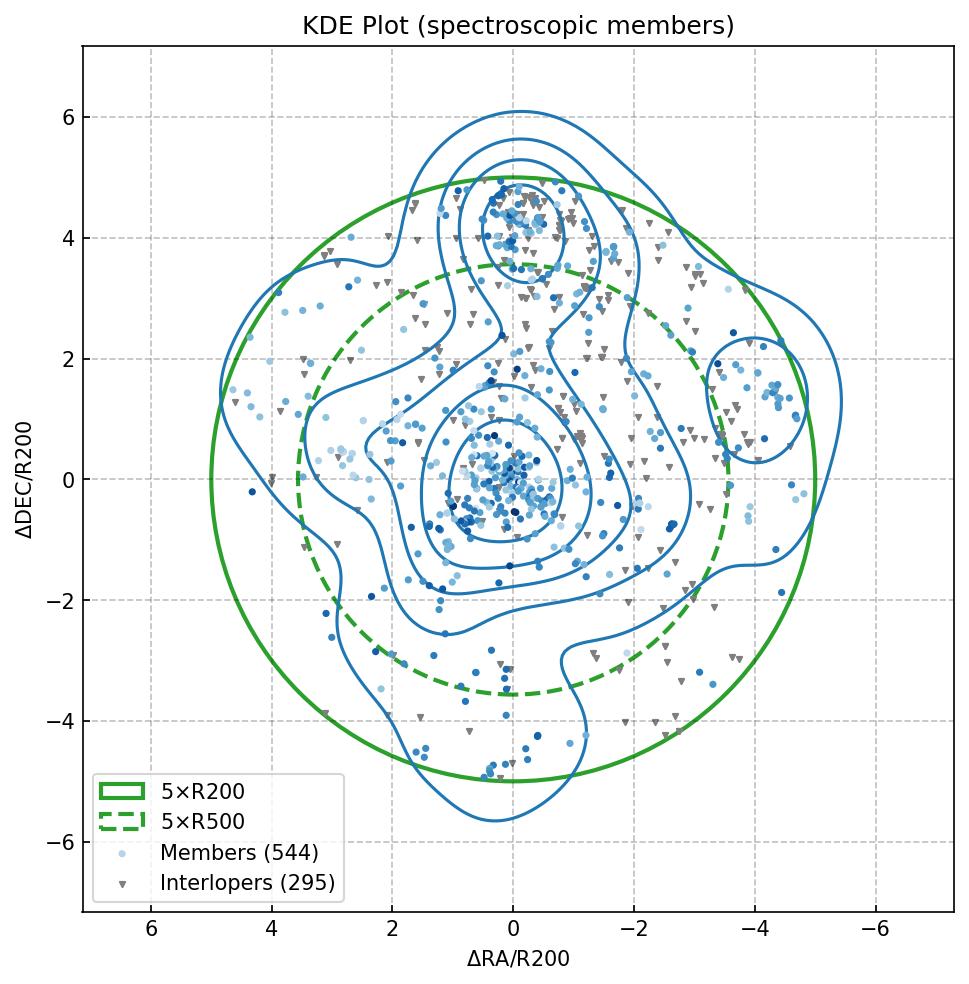 KDE Plot (spectroscopic members)
6
4
2
0
−2
−4
−6
ΔDEC/R200
5×R200
5×R500
Members (544)
Interlopers (295)
6
4
2
0
−2
−4
−6
ΔRA/R200